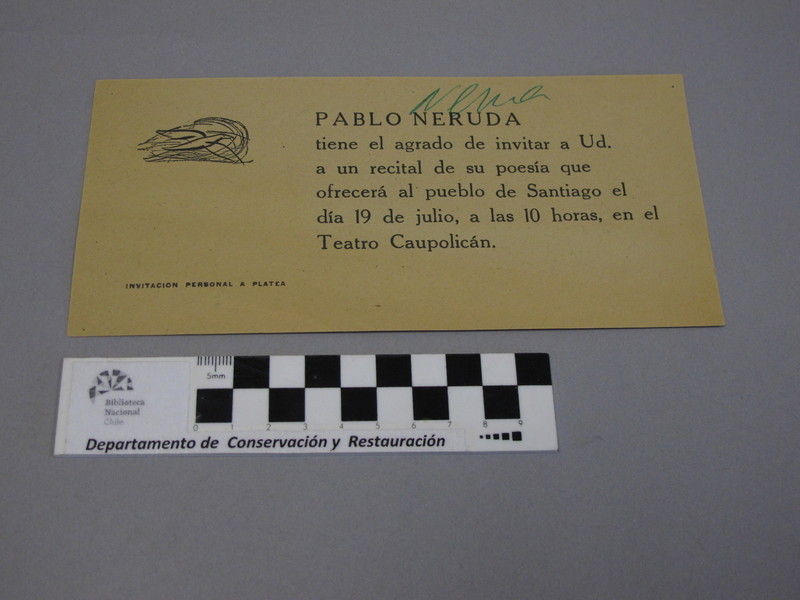 Neruda
PABLO NERUDA
tiene el agrado de invitar a Ud.
a un recital de su poesía que
ofrecerá al pueblo de Santiago el
día 19 de julio, a las 10 horas, en el
Teatro Caupolicán.
INVITACION PERSONAL A PLATEA
5mm
Biblioteca
Nacional
Chile
0 1 2 3 4 5 6 7 8 9
Departamento de Conservación y Restauración